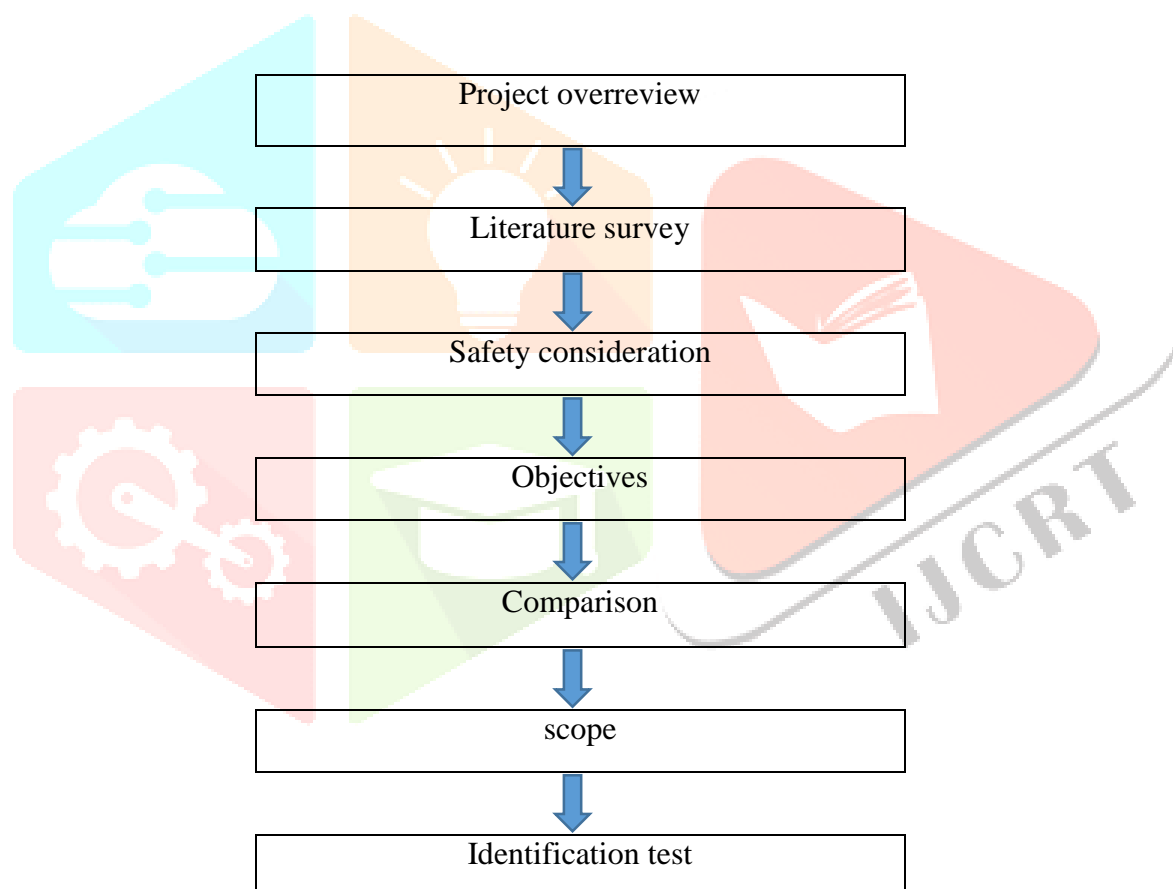 Project overreview
Literature survey
Safety consideration
Objectives
Comparison
IJCRT
scope
Identification test